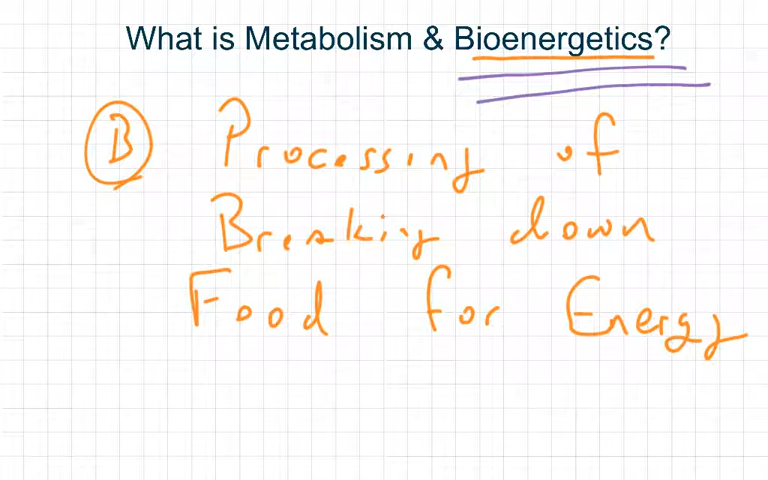 What is Metabolism & Bioenergetics?
B Processing of
Breaking down
Food for Energy